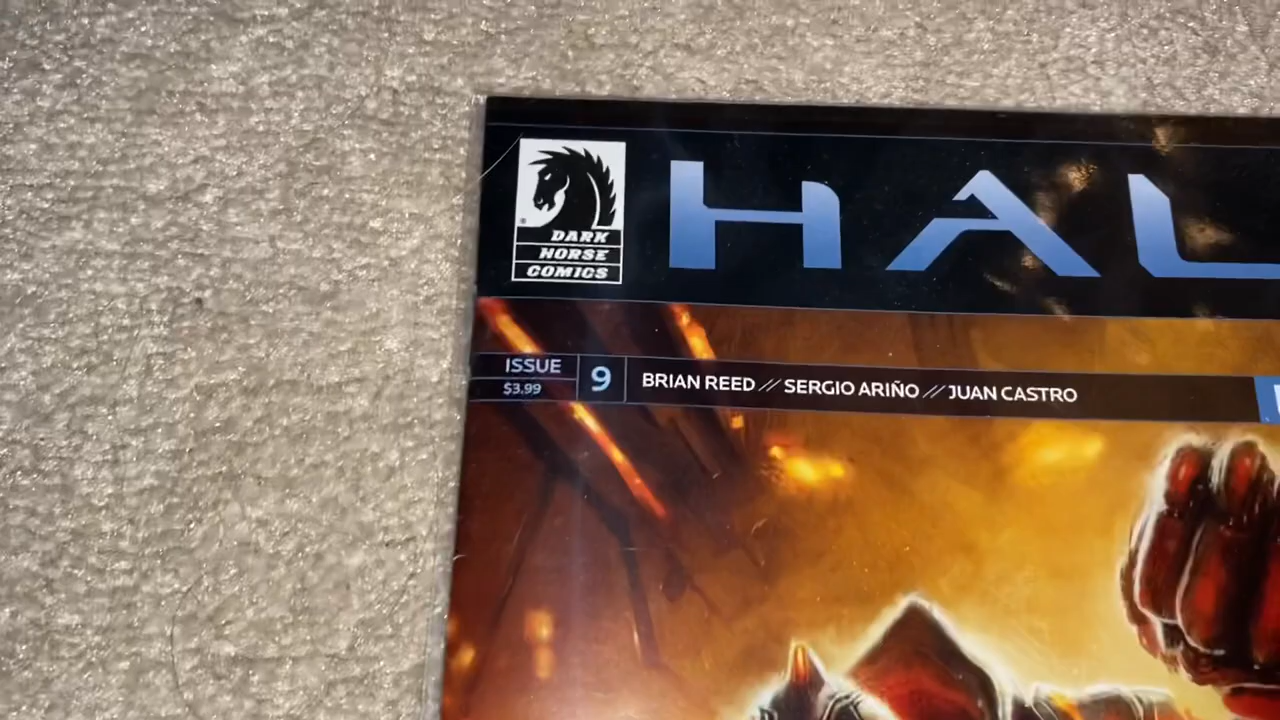 DARK
HORSE
COMICS
HAL
ISSUE
$3.99
9
BRIAN REED // SERGIO ARIÑO // JUAN CASTRO